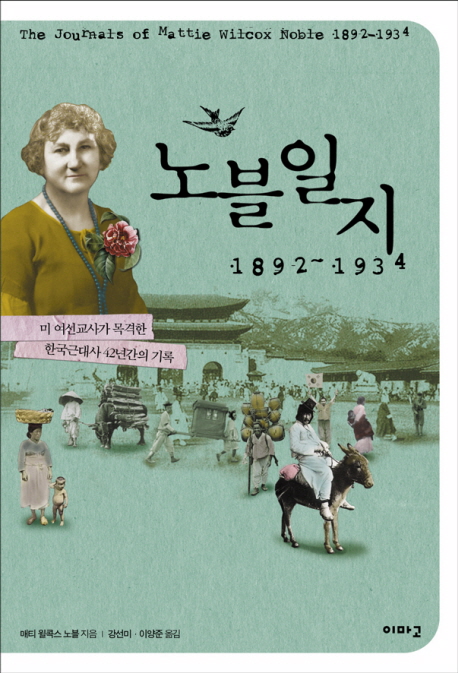 The Journals of Mattie Wilcox Noble 1892-1934
노블일지
1892~1934
미 여선교사가 목격한
한국근대사 42년간의 기록
매티 윌콕스 노블 지음 | 강선미 · 이양준 옮김
이마고